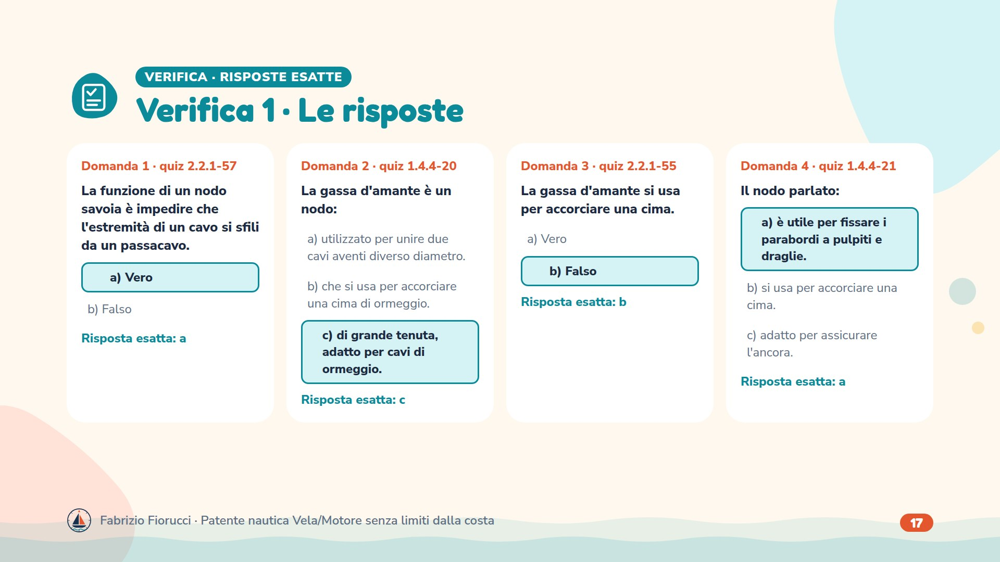 VERIFICA · RISPOSTE ESATTE
Verifica 1 · Le risposte
Domanda 1 · quiz 2.2.1-57
La funzione di un nodo
savoia è impedire che
l'estremità di un cavo si sfili
da un passacavo.
a) Vero
b) Falso
Risposta esatta: a
Domanda 2 · quiz 1.4.4-20
La gassa d'amante è un
nodo:
a) utilizzato per unire due
cavi aventi diverso diametro.
b) che si usa per accorciare
una cima di ormeggio.
c) di grande tenuta,
adatto per cavi di
ormeggio.
Risposta esatta: c
Domanda 3 · quiz 2.2.1-55
La gassa d'amante si usa
per accorciare una cima.
a) Vero
b) Falso
Risposta esatta: b
Domanda 4 · quiz 1.4.4-21
Il nodo parlato:
a) è utile per fissare i
parabordi a pulpiti e
draglie.
b) si usa per accorciare una
cima.
c) adatto per assicurare
l'ancora.
Risposta esatta: a
Fabrizio Fiorucci · Patente nautica Vela/Motore senza limiti dalla costa
17